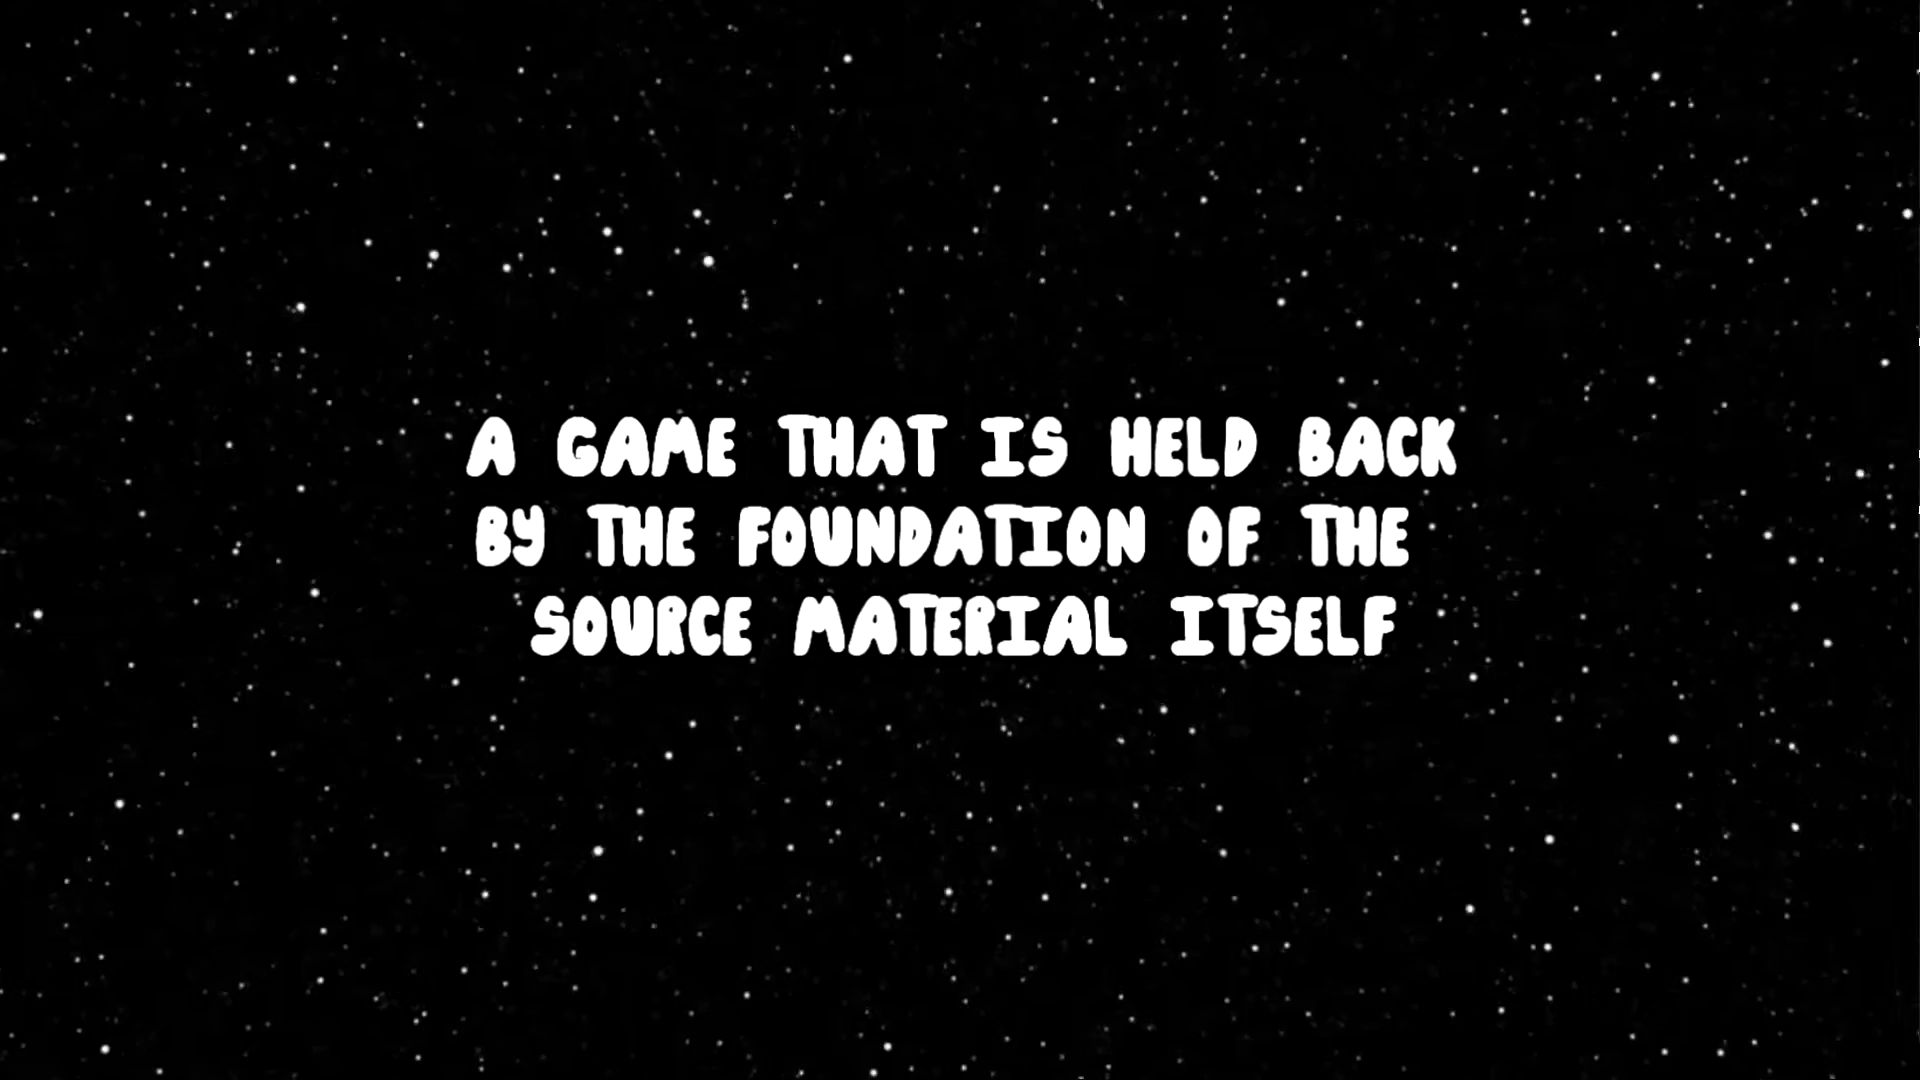 A GAME THAT IS HELD BACK
BY THE FOUNDATION OF THE
SOURCE MATERIAL ITSELF